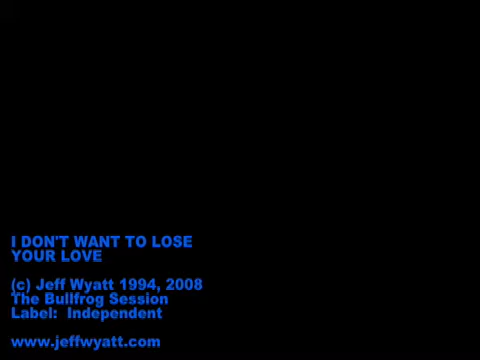 I DON'T WANT TO LOSE
YOUR LOVE
(c) Jeff Wyatt 1994, 2008
The Bullfrog Session
Label:  Independent
www.jeffwyatt.com